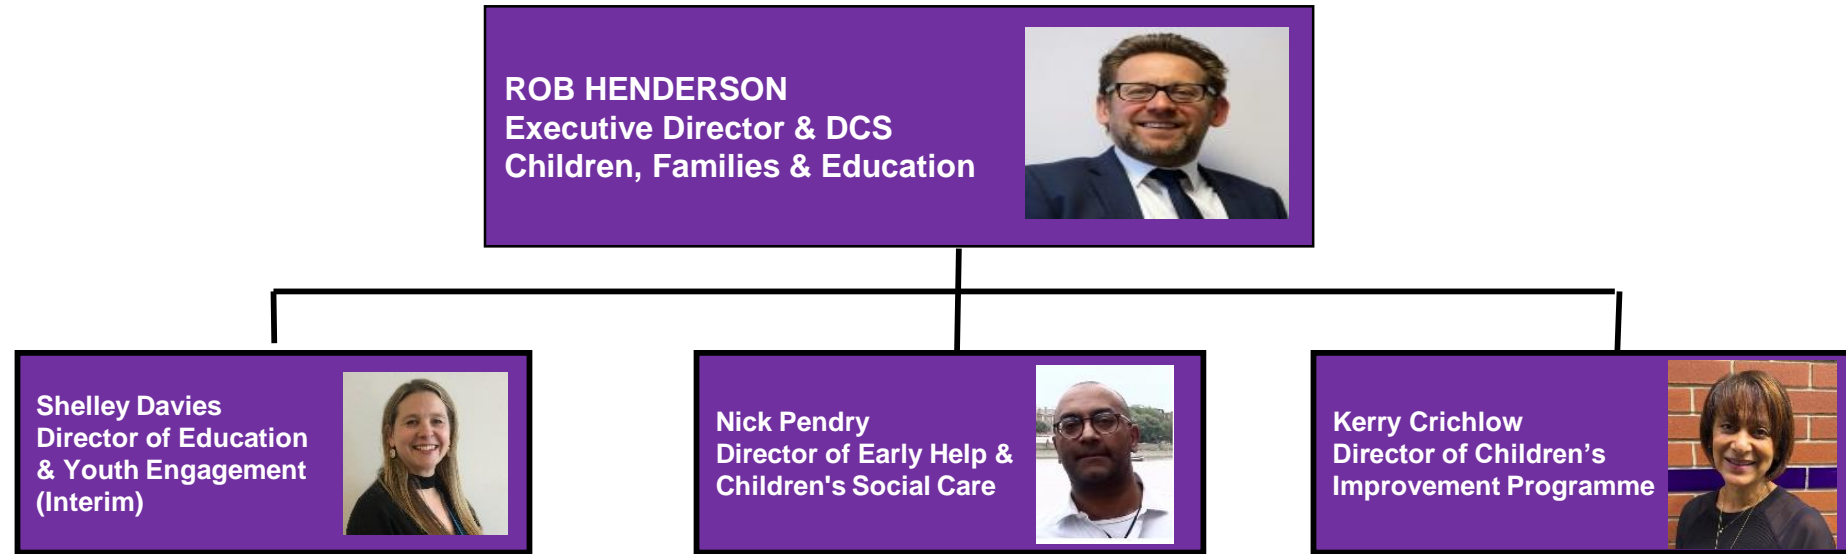 ROB HENDERSON
Executive Director & DCS
Children, Families & Education
Shelley Davies
Director of Education
& Youth Engagement
(Interim)
Nick Pendry
Director of Early Help &
Children's Social Care
Kerry Crichlow
Director of Children’s
Improvement Programme